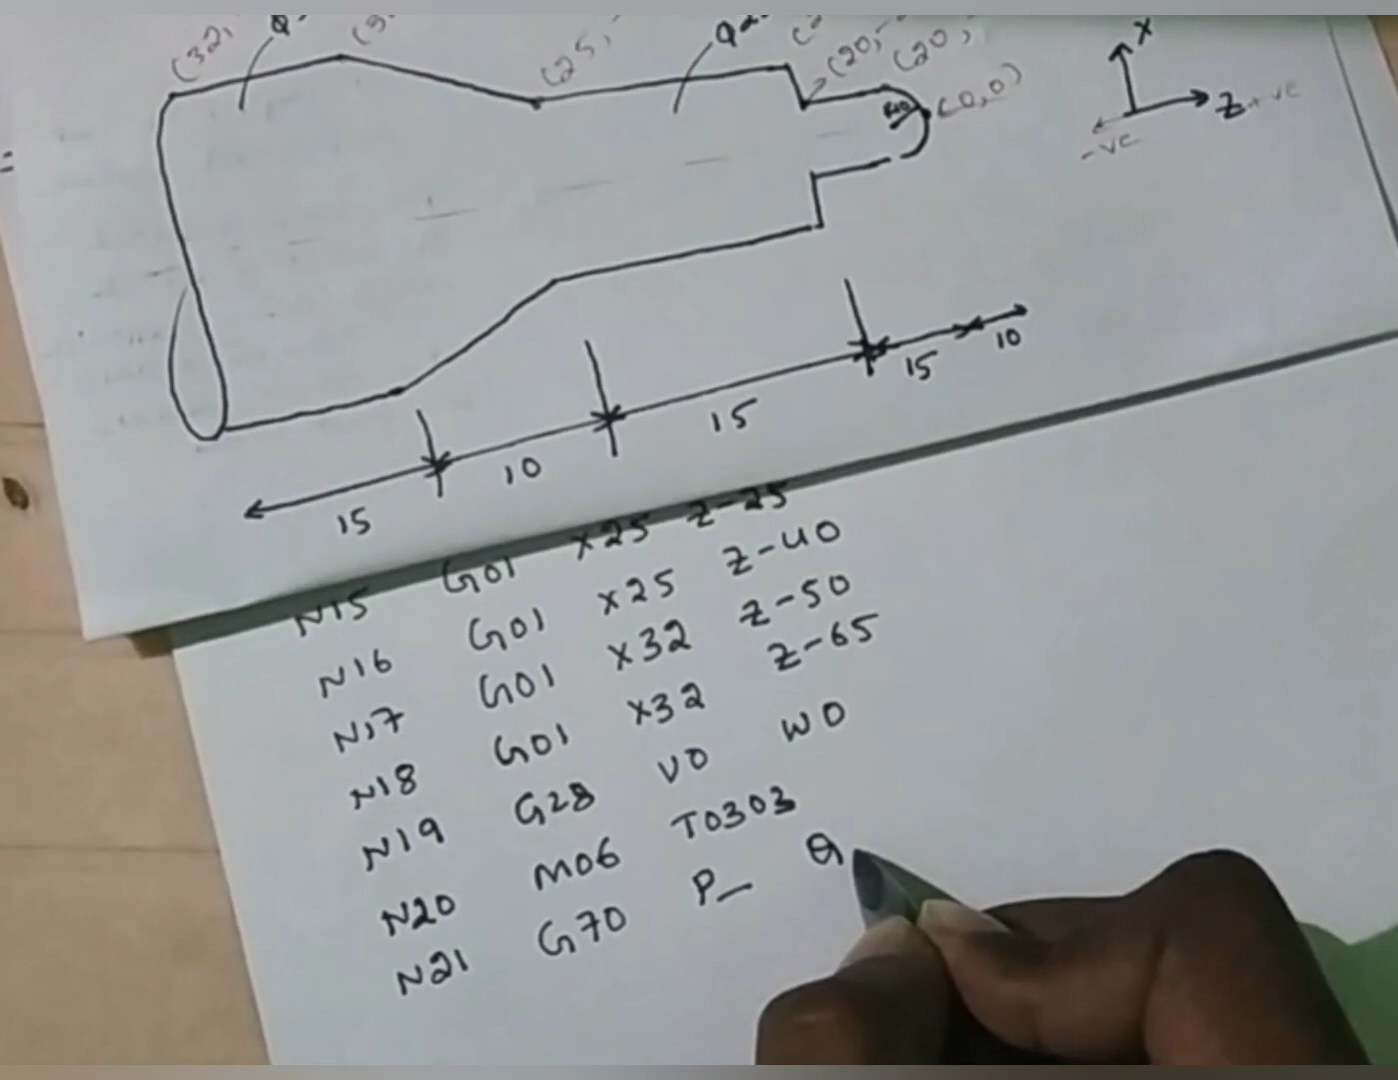 (32,
(25,
(20,-
(20,
(0,0)
R10
X
Z+ve
-ve
10
15
15
10
15
N15 G01 X25 Z-25
N16 G01 X25 Z-40
N17 G01 X32 Z-50
N18 G01 X32 Z-65
N19 G28 U0 W0
N20 M06 T0303
N21 G70 P_ Q